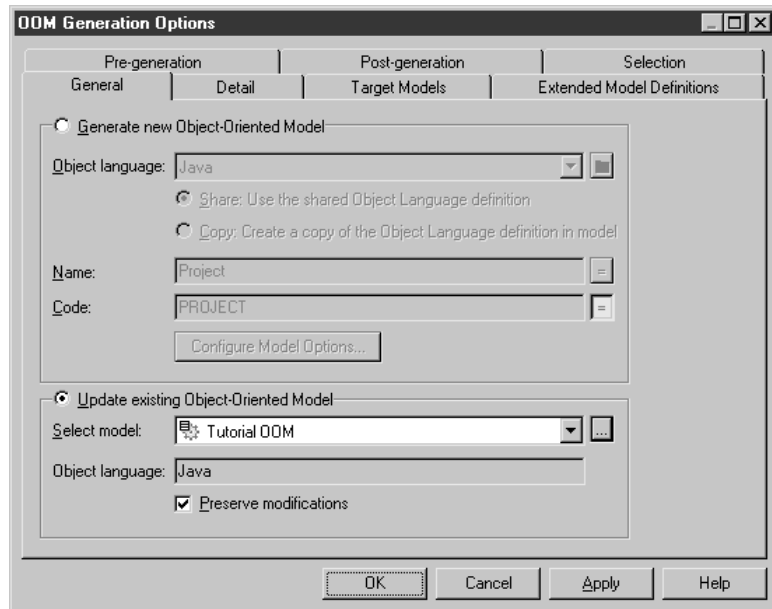 OOM Generation Options
Pre-generation Post-generation Selection
General Detail Target Models Extended Model Definitions
Generate new Object-Oriented Model
Object language: Java
Share: Use the shared Object Language definition
Copy: Create a copy of the Object Language definition in model
Name: Project =
Code: PROJECT =
Configure Model Options...
Update existing Object-Oriented Model
Select model: Tutorial OOM ...
Object language: Java
Preserve modifications
OK Cancel Apply Help